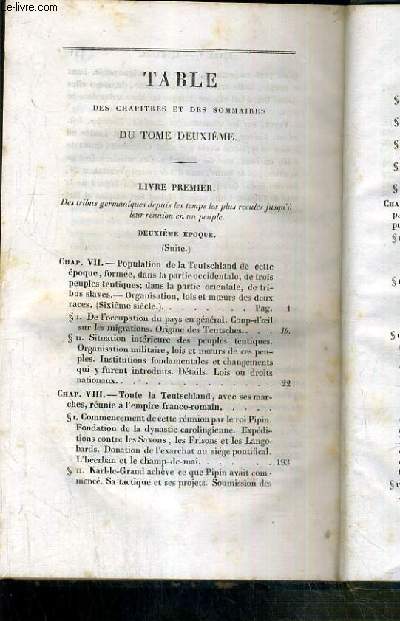 le-livre.com
TABLE
DES CHAPITRES ET DES SOMMAIRES
DU TOME DEUXIÈME.
LIVRE PREMIER.
Des tribus germaniques depuis les temps les plus reculés jusqu'à
leur réunion en un peuple.
DEUXIÈME ÉPOQUE.
(Suite.)
CHAP. VII. — Population de la Teutschland de cette
époque, formée, dans la partie occidentale, de trois
peuples teutiques; dans la partie orientale, de tri-
bus slaves. — Organisation, lois et mœurs des deux
races. (Sixième siècle.) . . . . . . Pag. 1
§ I. De l'occupation du pays en général. Coup-d'œil
sur les migrations. Origine des Teutsches. . . Ib.
§ II. Situation intérieure des peuples teutiques.
Organisation militaire, lois et mœurs de ces peu-
ples. Institutions fondamentales et changements
qui y furent introduits. Détails. Lois ou droits
nationaux. . . . . . . . . . 22
CHAP. VIII. — Toute la Teutschland, avec ses mar-
ches, réunie à l'empire franco-romain. . . . .
§ I. Commencement de cette réunion par le roi Pipin.
Fondation de la dynastie carolingienne. Expédi-
tions contre les Saxons, les Frisons et les Lango-
bards. Donation de l'exarchat au siège pontifical.
L'heerban et le champ-de-mai. . . . . . 193
§ II. Karl-le-Grand achève ce que Pipin avait com-
mencé. Sa tactique et ses projets. Soumission des
§
§
§
§
§
CHA
§